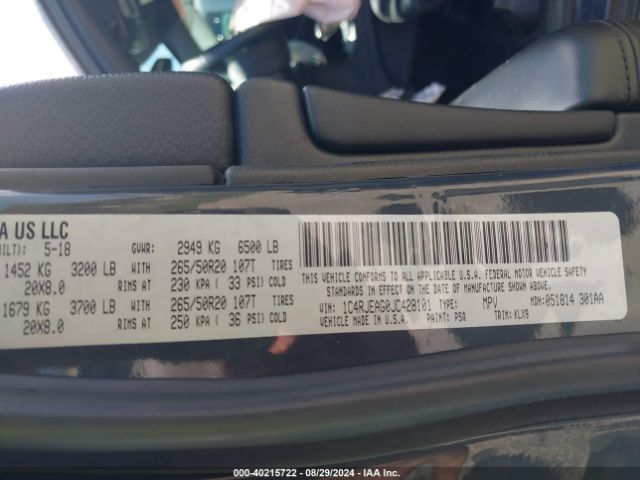 A US LLC
ILT): 5-18 GVWR: 2949 KG 6500 LB
1452 KG 3200 LB WITH 265/50R20 107T TIRES
20X8.0 RIMS AT 230 KPA ( 33 PSI) COLD
1679 KG 3700 LB WITH 265/50R20 107T TIRES
20X8.0 RIMS AT 250 KPA ( 36 PSI) COLD
THIS VEHICLE CONFORMS TO ALL APPLICABLE U.S.A. FEDERAL MOTOR VEHICLE SAFETY
STANDARDS IN EFFECT ON THE DATE OF MANUFACTURE SHOWN ABOVE.
VIN: 1C4RJEAG0JC428101 TYPE: MPV MDH: 051814 301AA
VEHICLE MADE IN U.S.A. PAINT: PSQ TRIM: KLX9
000-40215722 - 08/29/2024 - IAA Inc.